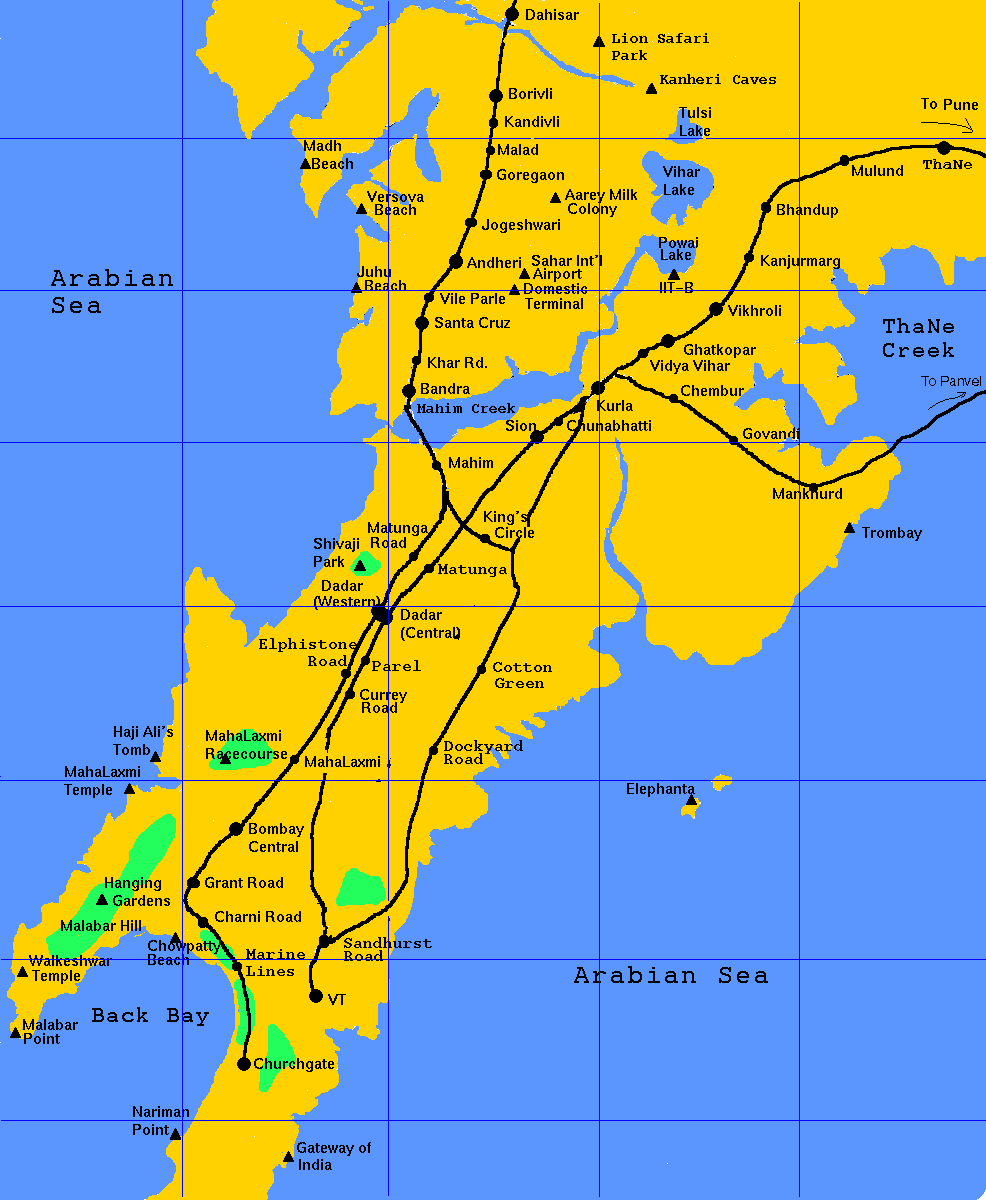 Dahisar
Lion Safari
Park
Kanheri Caves
Borivli
To Pune
Tulsi
Lake
Kandivli
Madh
Beach
Malad
ThaNe
Mulund
Goregaon
Vihar
Lake
Versova
Beach
Aarey Milk
Colony
Bhandup
Jogeshwari
Powai
Lake
Arabian
Sea
Andheri
Sahar Int'l
Airport
Kanjurmarg
Juhu
Beach
IIT-B
Domestic
Terminal
Vile Parle
Vikhroli
Santa Cruz
ThaNe
Creek
Ghatkopar
Vidya Vihar
Khar Rd.
To Panvel
Bandra
Chembur
Mahim Creek
Kurla
Sion
Chunabhatti
Govandi
Mahim
Mankhurd
King's
Circle
Matunga
Road
Trombay
Shivaji
Park
Matunga
Dadar
(Western)
Dadar
(Central)
Elphistone
Road
Parel
Cotton
Green
Currey
Road
Haji Ali's
Tomb
MahaLaxmi
Racecourse
Dockyard
Road
MahaLaxmi
MahaLaxmi
Temple
Elephanta
Bombay
Central
Hanging
Gardens
Grant Road
Malabar Hill
Charni Road
Chowpatty
Beach
Sandhurst
Road
Marine
Lines
Walkeshwar
Temple
Arabian Sea
VT
Back Bay
Malabar
Point
Churchgate
Nariman
Point
Gateway of
India